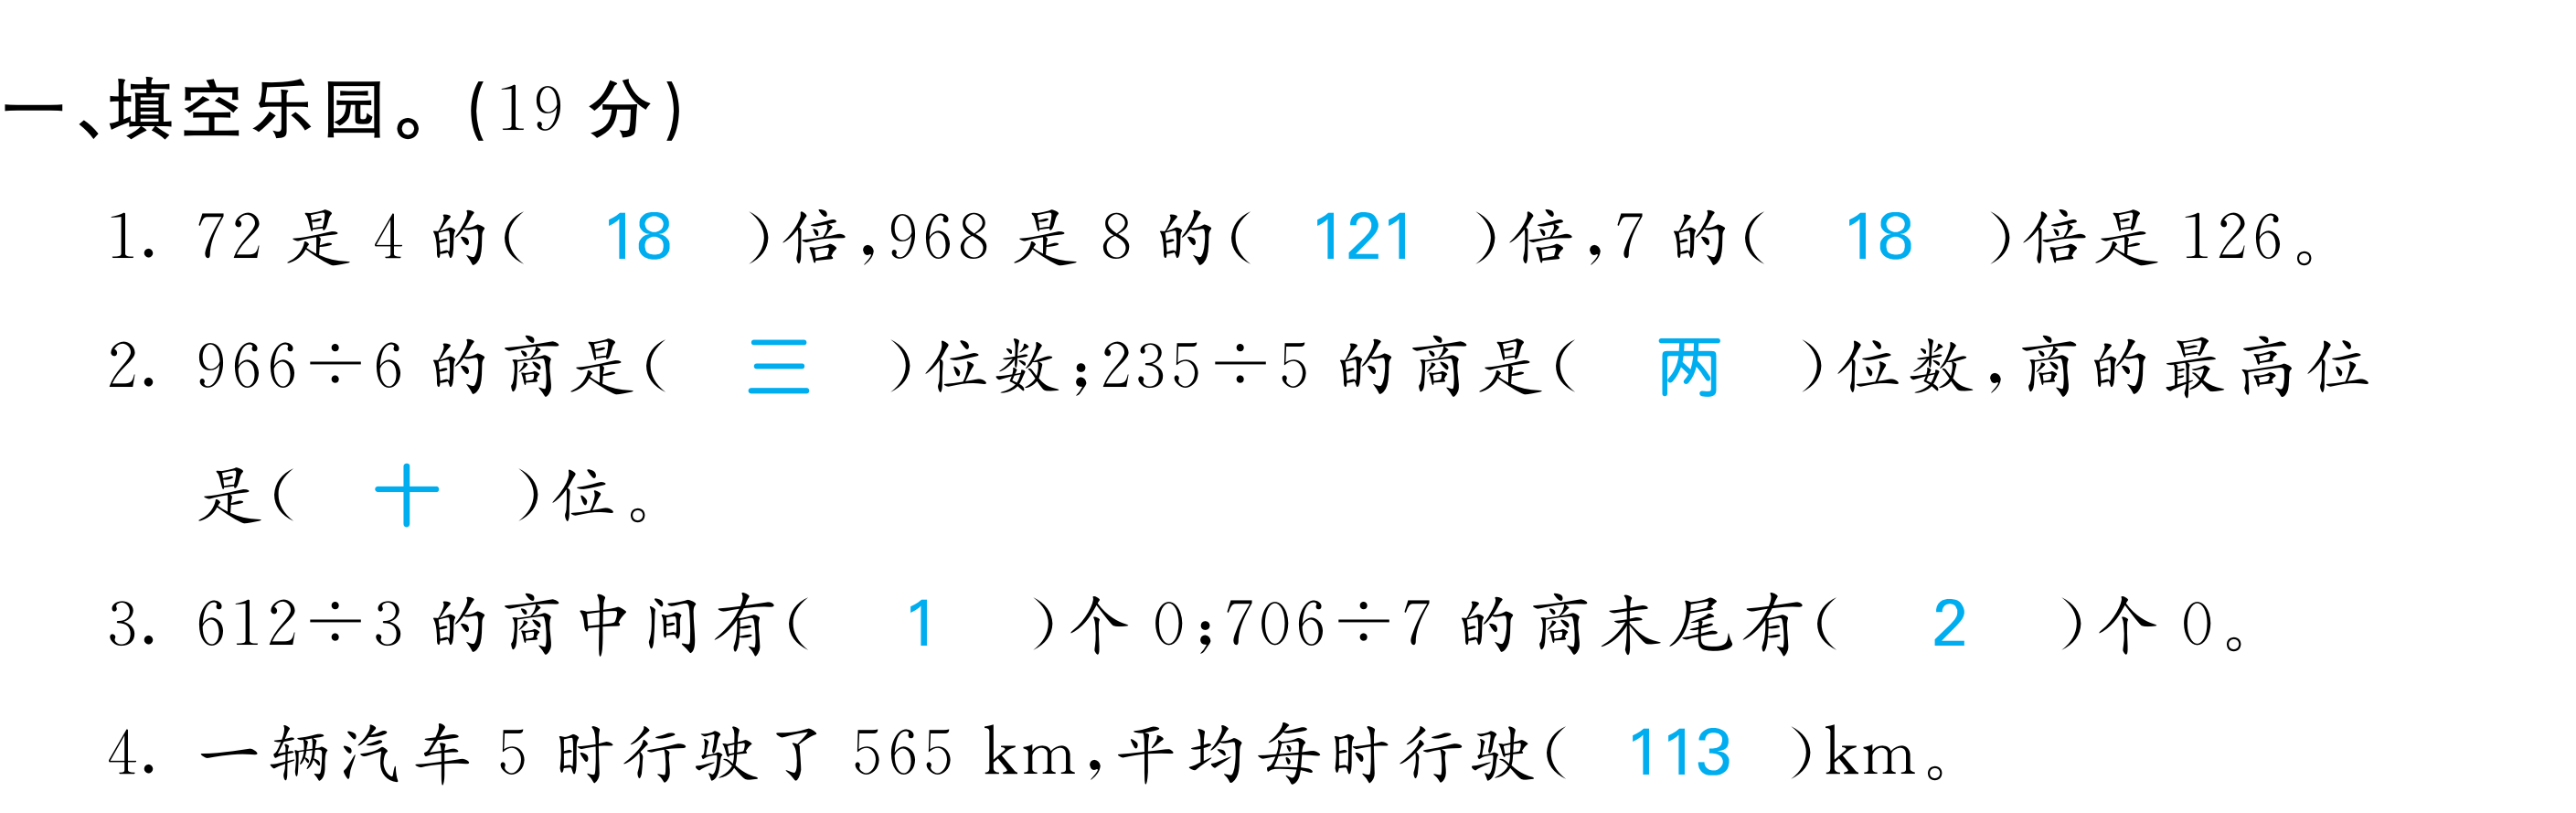 一、填空乐园。(19 分)
1. 72 是 4 的( 18 )倍,968 是 8 的( 121 )倍,7 的( 18 )倍是 126。
2. 966÷6 的商是( 三 )位数;235÷5 的商是( 两 )位数,商的最高位
是( 十 )位。
3. 612÷3 的商中间有( 1 )个 0;706÷7 的商末尾有( 2 )个 0。
4. 一辆汽车 5 时行驶了 565 km,平均每时行驶( 113 )km。